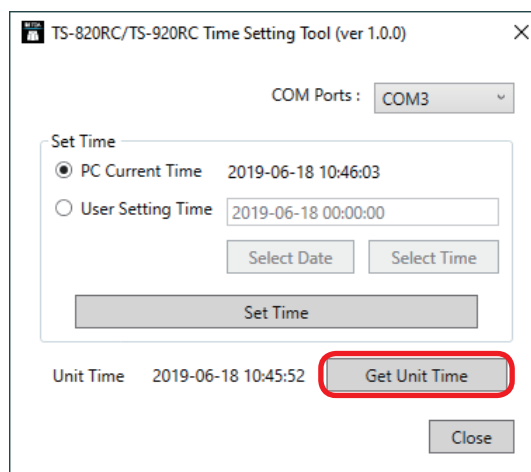 TS-820RC/TS-920RC Time Setting Tool (ver 1.0.0)
COM Ports : COM3
Set Time
PC Current Time 2019-06-18 10:46:03
User Setting Time 2019-06-18 00:00:00
Select Date Select Time
Set Time
Unit Time 2019-06-18 10:45:52 Get Unit Time
Close